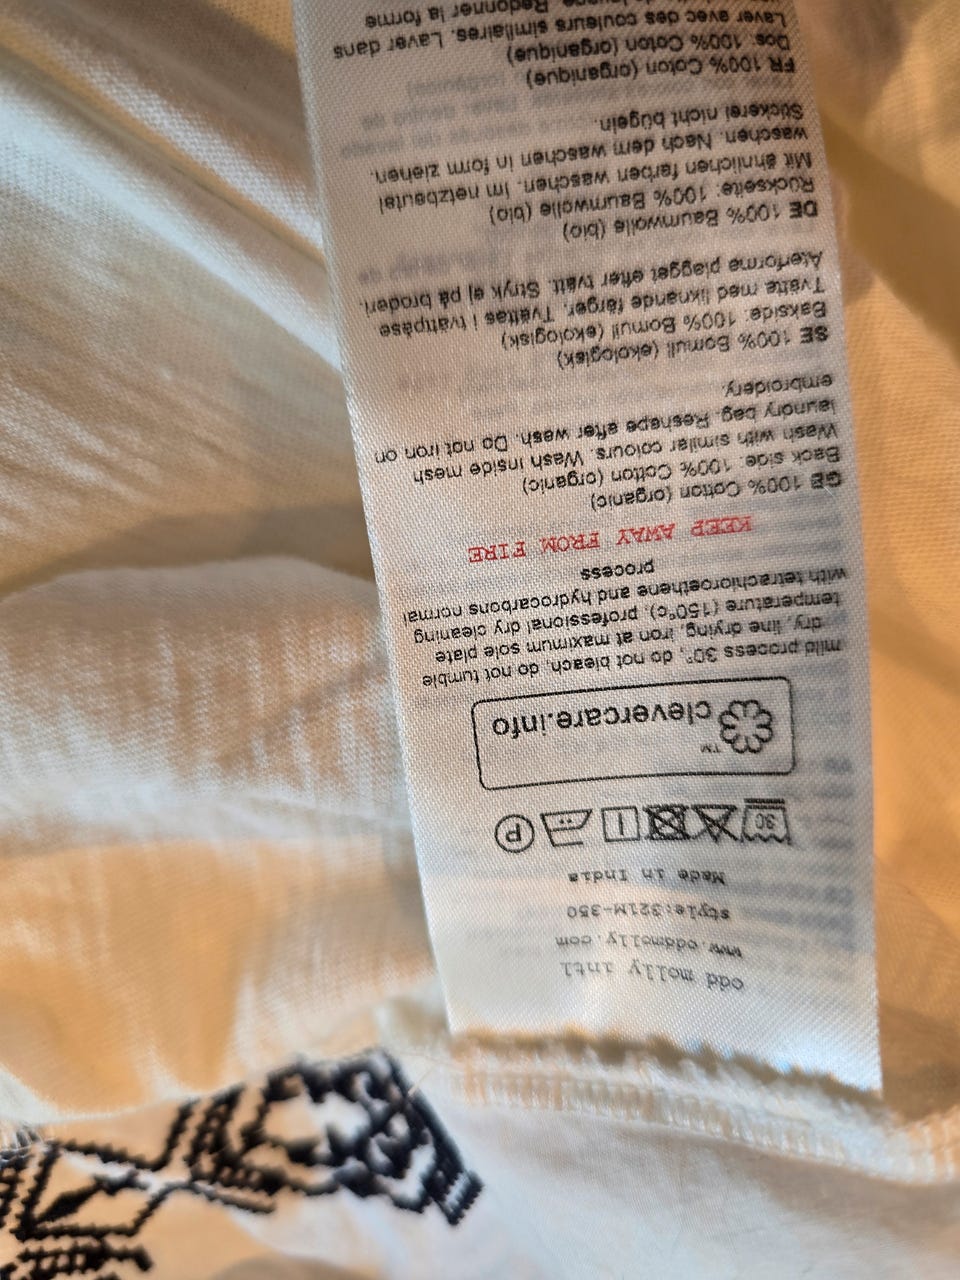 odd molly intl
www.oddmolly.com
style:321M-350
Made in India
30
P
clevercare.info
TM
mild process 30°, do not bleach, do not tumble
dry, line drying, iron at maximum sole plate
temperature (150°c), professional dry cleaning
with tetrachloroethene and hydrocarbons normal
process
KEEP AWAY FROM FIRE
GB 100% Cotton (organic)
Back side: 100% Cotton (organic)
Wash with similar colours. Wash inside mesh
laundry bag. Reshape after wash. Do not iron on
embroidery.
SE 100% Bomull (ekologisk)
Bakside: 100% Bomull (ekologisk)
Tvätta med liknande färger. Tvättas i tvättpåse
Återforma plagget efter tvätt. Stryk ej på broderi.
DE 100% Baumwolle (bio)
Rückseite: 100% Baumwolle (bio)
Mit ähnlichen farben waschen. Im netzbeutel
waschen. Nach dem waschen in form ziehen.
Stickerei nicht bügeln.
FR 100% Coton (organique)
Dos: 100% Coton (organique)
Laver avec des couleurs similaires. Laver dans
Redonner la forme